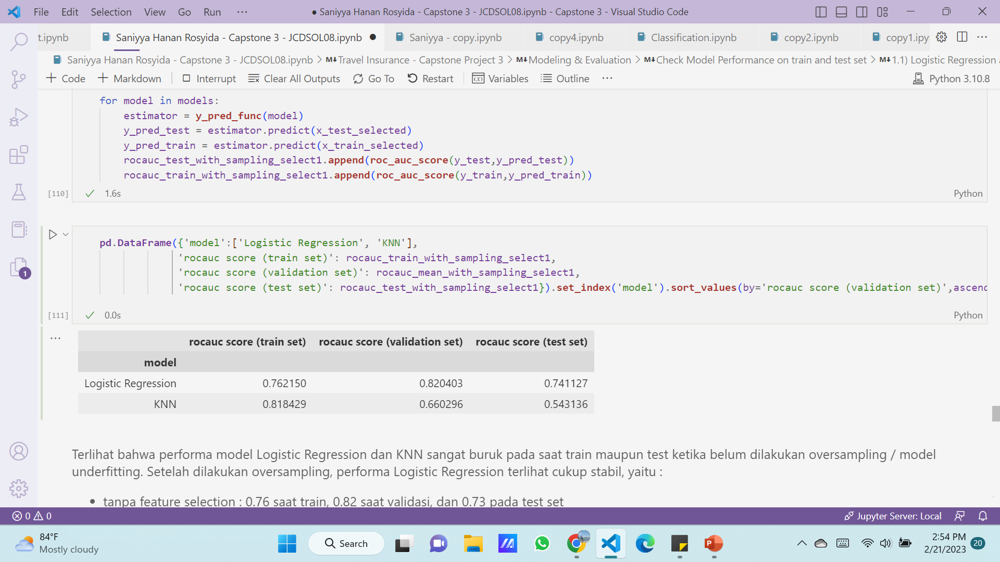 File Edit Selection View Go Run ···
● Saniyya Hanan Rosyida - Capstone 3 - JCDSOL08.ipynb - Capstone 3 - Visual Studio Code
t.ipynb
Saniyya Hanan Rosyida - Capstone 3 - JCDSOL08.ipynb ●
Saniyya - copy.ipynb
copy4.ipynb
Classification.ipynb
copy2.ipynb
copy1.ipy
Saniyya Hanan Rosyida - Capstone 3 - JCDSOL08.ipynb > M↓Travel Insurance - Capstone Project 3 > M↓Modeling & Evaluation > M↓Check Model Performance on train and test set > M↓1.1) Logistic Regression
+ Code + Markdown Interrupt Clear All Outputs Go To Restart Variables Outline ··· Python 3.10.8
for model in models:
estimator = y_pred_func(model)
y_pred_test = estimator.predict(x_test_selected)
y_pred_train = estimator.predict(x_train_selected)
rocauc_test_with_sampling_select1.append(roc_auc_score(y_test,y_pred_test))
rocauc_train_with_sampling_select1.append(roc_auc_score(y_train,y_pred_train))
[110] ✓ 1.6s Python
pd.DataFrame({'model':['Logistic Regression', 'KNN'],
'rocauc score (train set)': rocauc_train_with_sampling_select1,
'rocauc score (validation set)': rocauc_mean_with_sampling_select1,
'rocauc score (test set)': rocauc_test_with_sampling_select1}).set_index('model').sort_values(by='rocauc score (validation set)',ascend
[111] ✓ 0.0s Python
rocauc score (train set) rocauc score (validation set) rocauc score (test set)
model
Logistic Regression 0.762150 0.820403 0.741127
KNN 0.818429 0.660296 0.543136
Terlihat bahwa performa model Logistic Regression dan KNN sangat buruk pada saat train maupun test ketika belum dilakukan oversampling / model
underfitting. Setelah dilakukan oversampling, performa Logistic Regression terlihat cukup stabil, yaitu :
• tanpa feature selection : 0.76 saat train, 0.82 saat validasi, dan 0.73 pada test set
1
0 0
Jupyter Server: Local
84°F
Mostly cloudy
Search
2:54 PM
2/21/2023
20